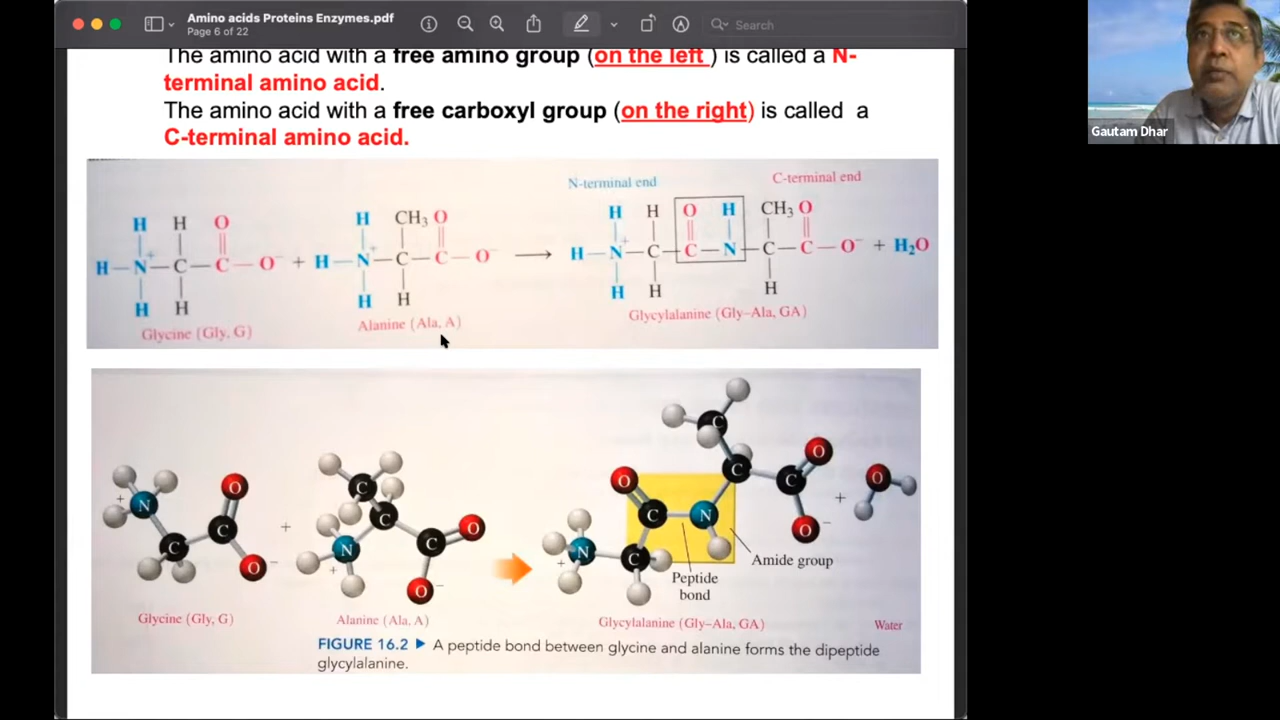 Amino acids Proteins Enzymes.pdf
Page 6 of 22
Search
The amino acid with a free amino group (on the left ) is called a N-
terminal amino acid.
The amino acid with a free carboxyl group (on the right) is called a
C-terminal amino acid.
N-terminal end C-terminal end
H H O H CH₃ O H H O H CH₃ O
H—N⁺—C—C—O⁻ + H—N⁺—C—C—O⁻ → H—N⁺—C—C—N—C—C—O⁻ + H₂O
H H H H H H H
Glycine (Gly, G) Alanine (Ala, A) Glycylalanine (Gly–Ala, GA)
C O
O C C C O
O N C C N O
+ N C + N C O → + N C - + 
C O⁻ O⁻ Amide group
Peptide
bond
Glycine (Gly, G) Alanine (Ala, A) Glycylalanine (Gly–Ala, GA) Water
FIGURE 16.2 ▶ A peptide bond between glycine and alanine forms the dipeptide
glycylalanine.
Gautam Dhar